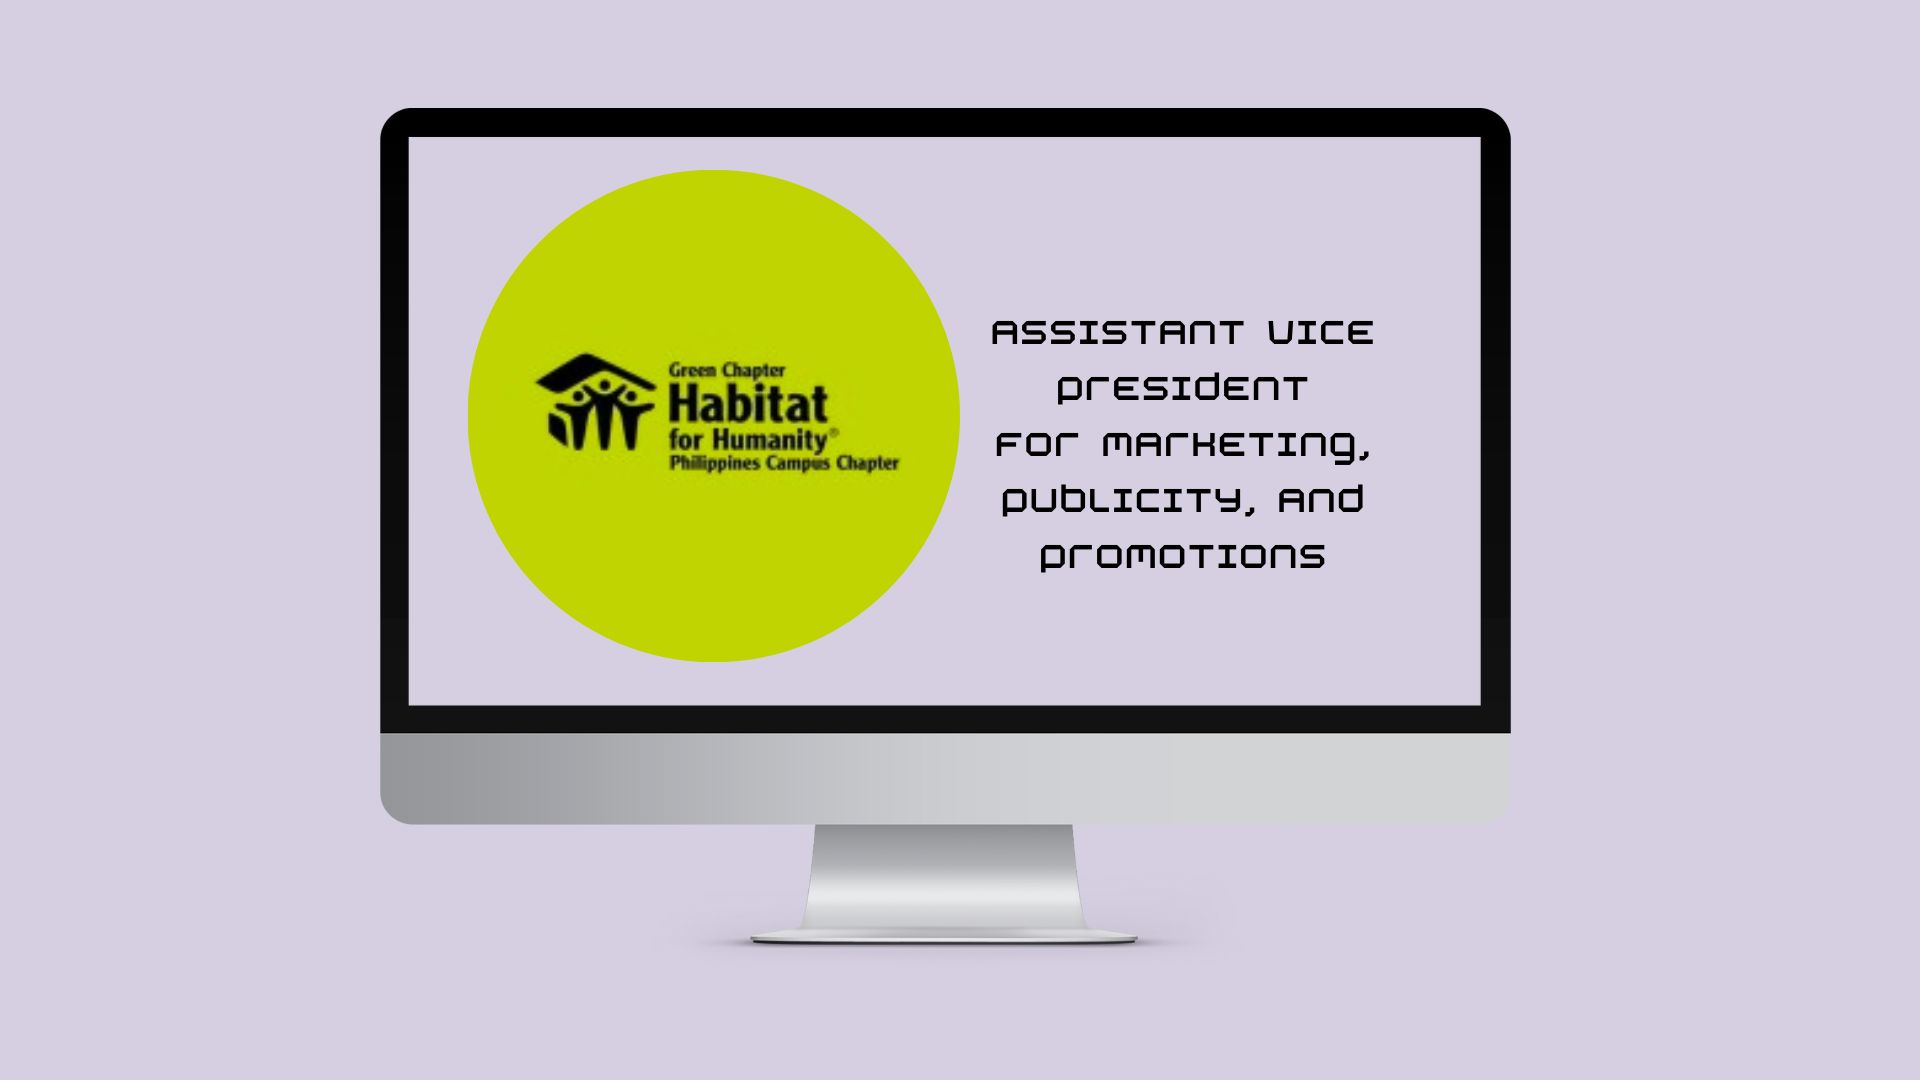 Green Chapter
Habitat
for Humanity®
Philippines Campus Chapter
ASSISTANT VICE
PRESIDENT
FOR MARKETING,
PUBLICITY, AND
PROMOTIONS